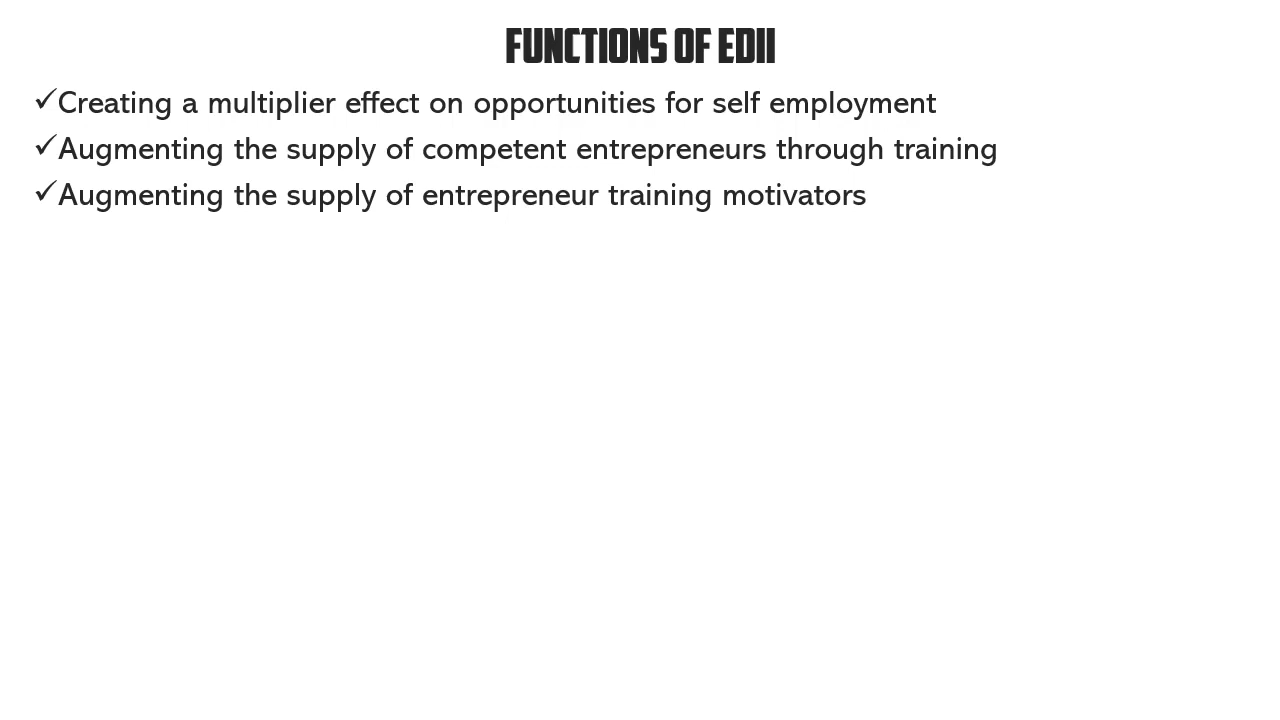 FUNCTIONS OF EDII
✓Creating a multiplier effect on opportunities for self employment
✓Augmenting the supply of competent entrepreneurs through training
✓Augmenting the supply of entrepreneur training motivators